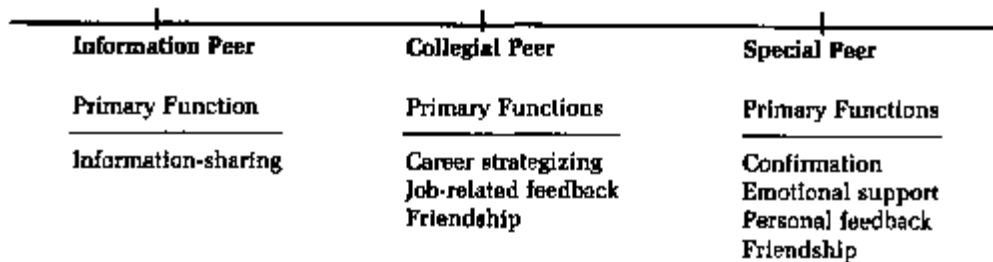 Information Peer
Collegial Peer
Special Peer
Primary Function
Primary Functions
Primary Functions
Information-sharing
Career strategizing
Job-related feedback
Friendship
Confirmation
Emotional support
Personal feedback
Friendship